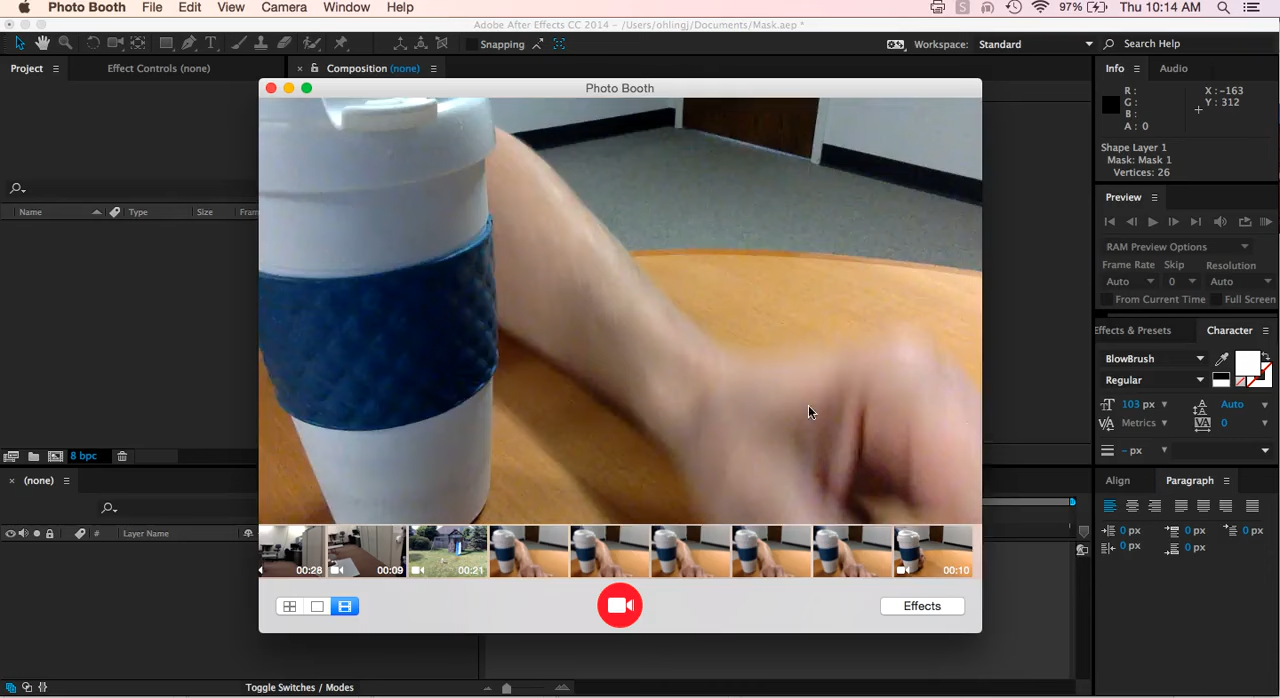 Photo Booth File Edit View Camera Window Help 97% Thu 10:14 AM
Adobe After Effects CC 2014 - /Users/ohlingj/Documents/Mask.aep *
Snapping Workspace: Standard Search Help
Project Effect Controls (none) × Composition (none) Info Audio
Photo Booth
R : X : -163
G : Y : 312
B :
A : 0
Shape Layer 1
Mask: Mask 1
Vertices: 26
Preview
Name Type Size Fram
RAM Preview Options
Frame Rate Skip Resolution
Auto 0 Auto
From Current Time Full Screen
Effects & Presets Character
BlowBrush
Regular
103 px Auto
Metrics 0
- px
8 bpc
× (none) Align Paragraph
# Layer Name
0 px 0 px 0 px
0 px 0 px
00:28 00:09 00:21 00:10
Effects
Toggle Switches / Modes